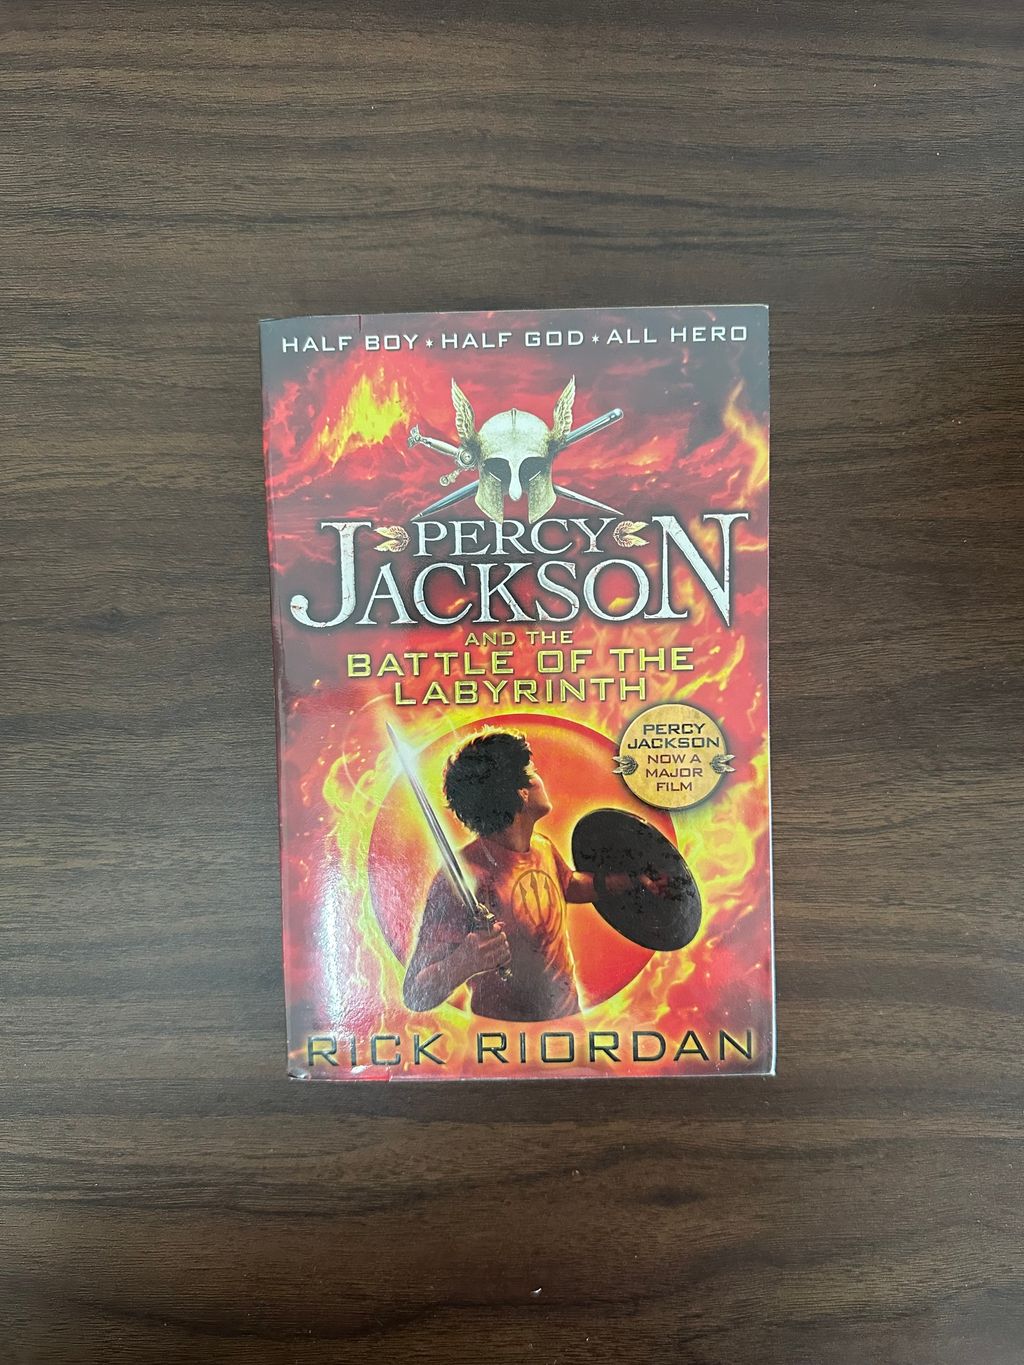 HALF BOY * HALF GOD * ALL HERO
PERCY
JACKSON
AND THE
BATTLE OF THE
LABYRINTH
PERCY
JACKSON
NOW A
MAJOR
FILM
RICK RIORDAN